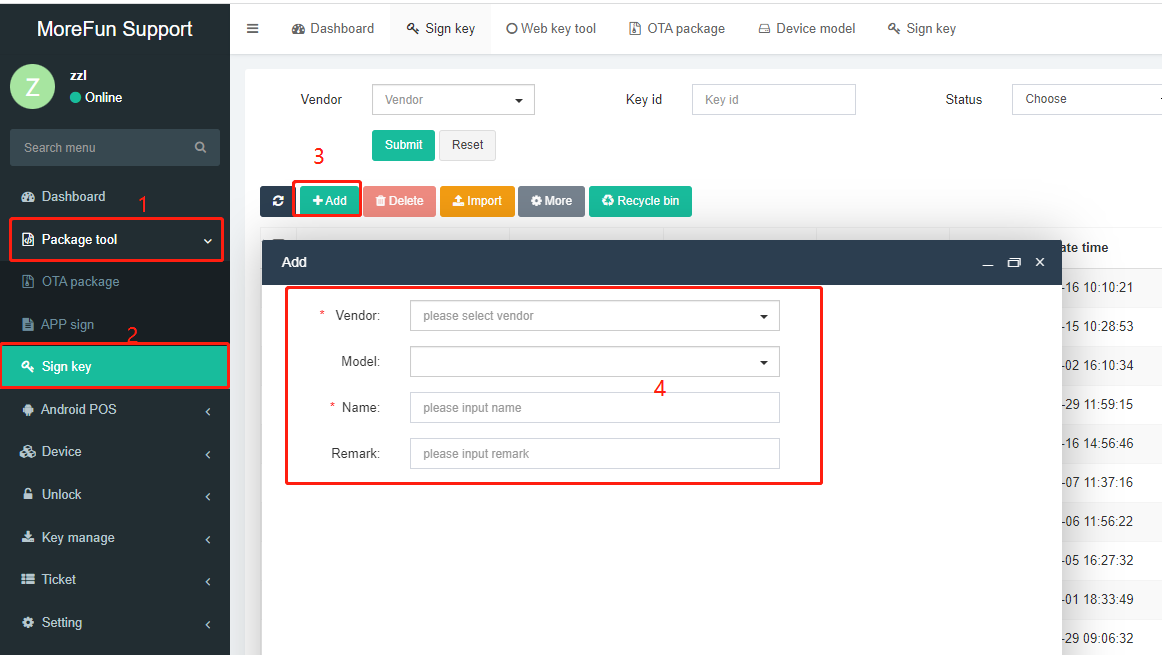 MoreFun Support
Z
zzl
Online
Search menu
Dashboard
1
Package tool
OTA package
APP sign
2
Sign key
Android POS
Device
Unlock
Key manage
Ticket
Setting
Dashboard Sign key Web key tool OTA package Device model Sign key
Vendor Vendor Key id Key id Status Choose
Submit Reset
3
Add Delete Import More Recycle bin
ate time
Add
-16 10:10:21
-15 10:28:53
-02 16:10:34
-29 11:59:15
-16 14:56:46
-07 11:37:16
-06 11:56:22
-05 16:27:32
-01 18:33:49
-29 09:06:32
* Vendor: please select vendor
Model:
4
* Name: please input name
Remark: please input remark